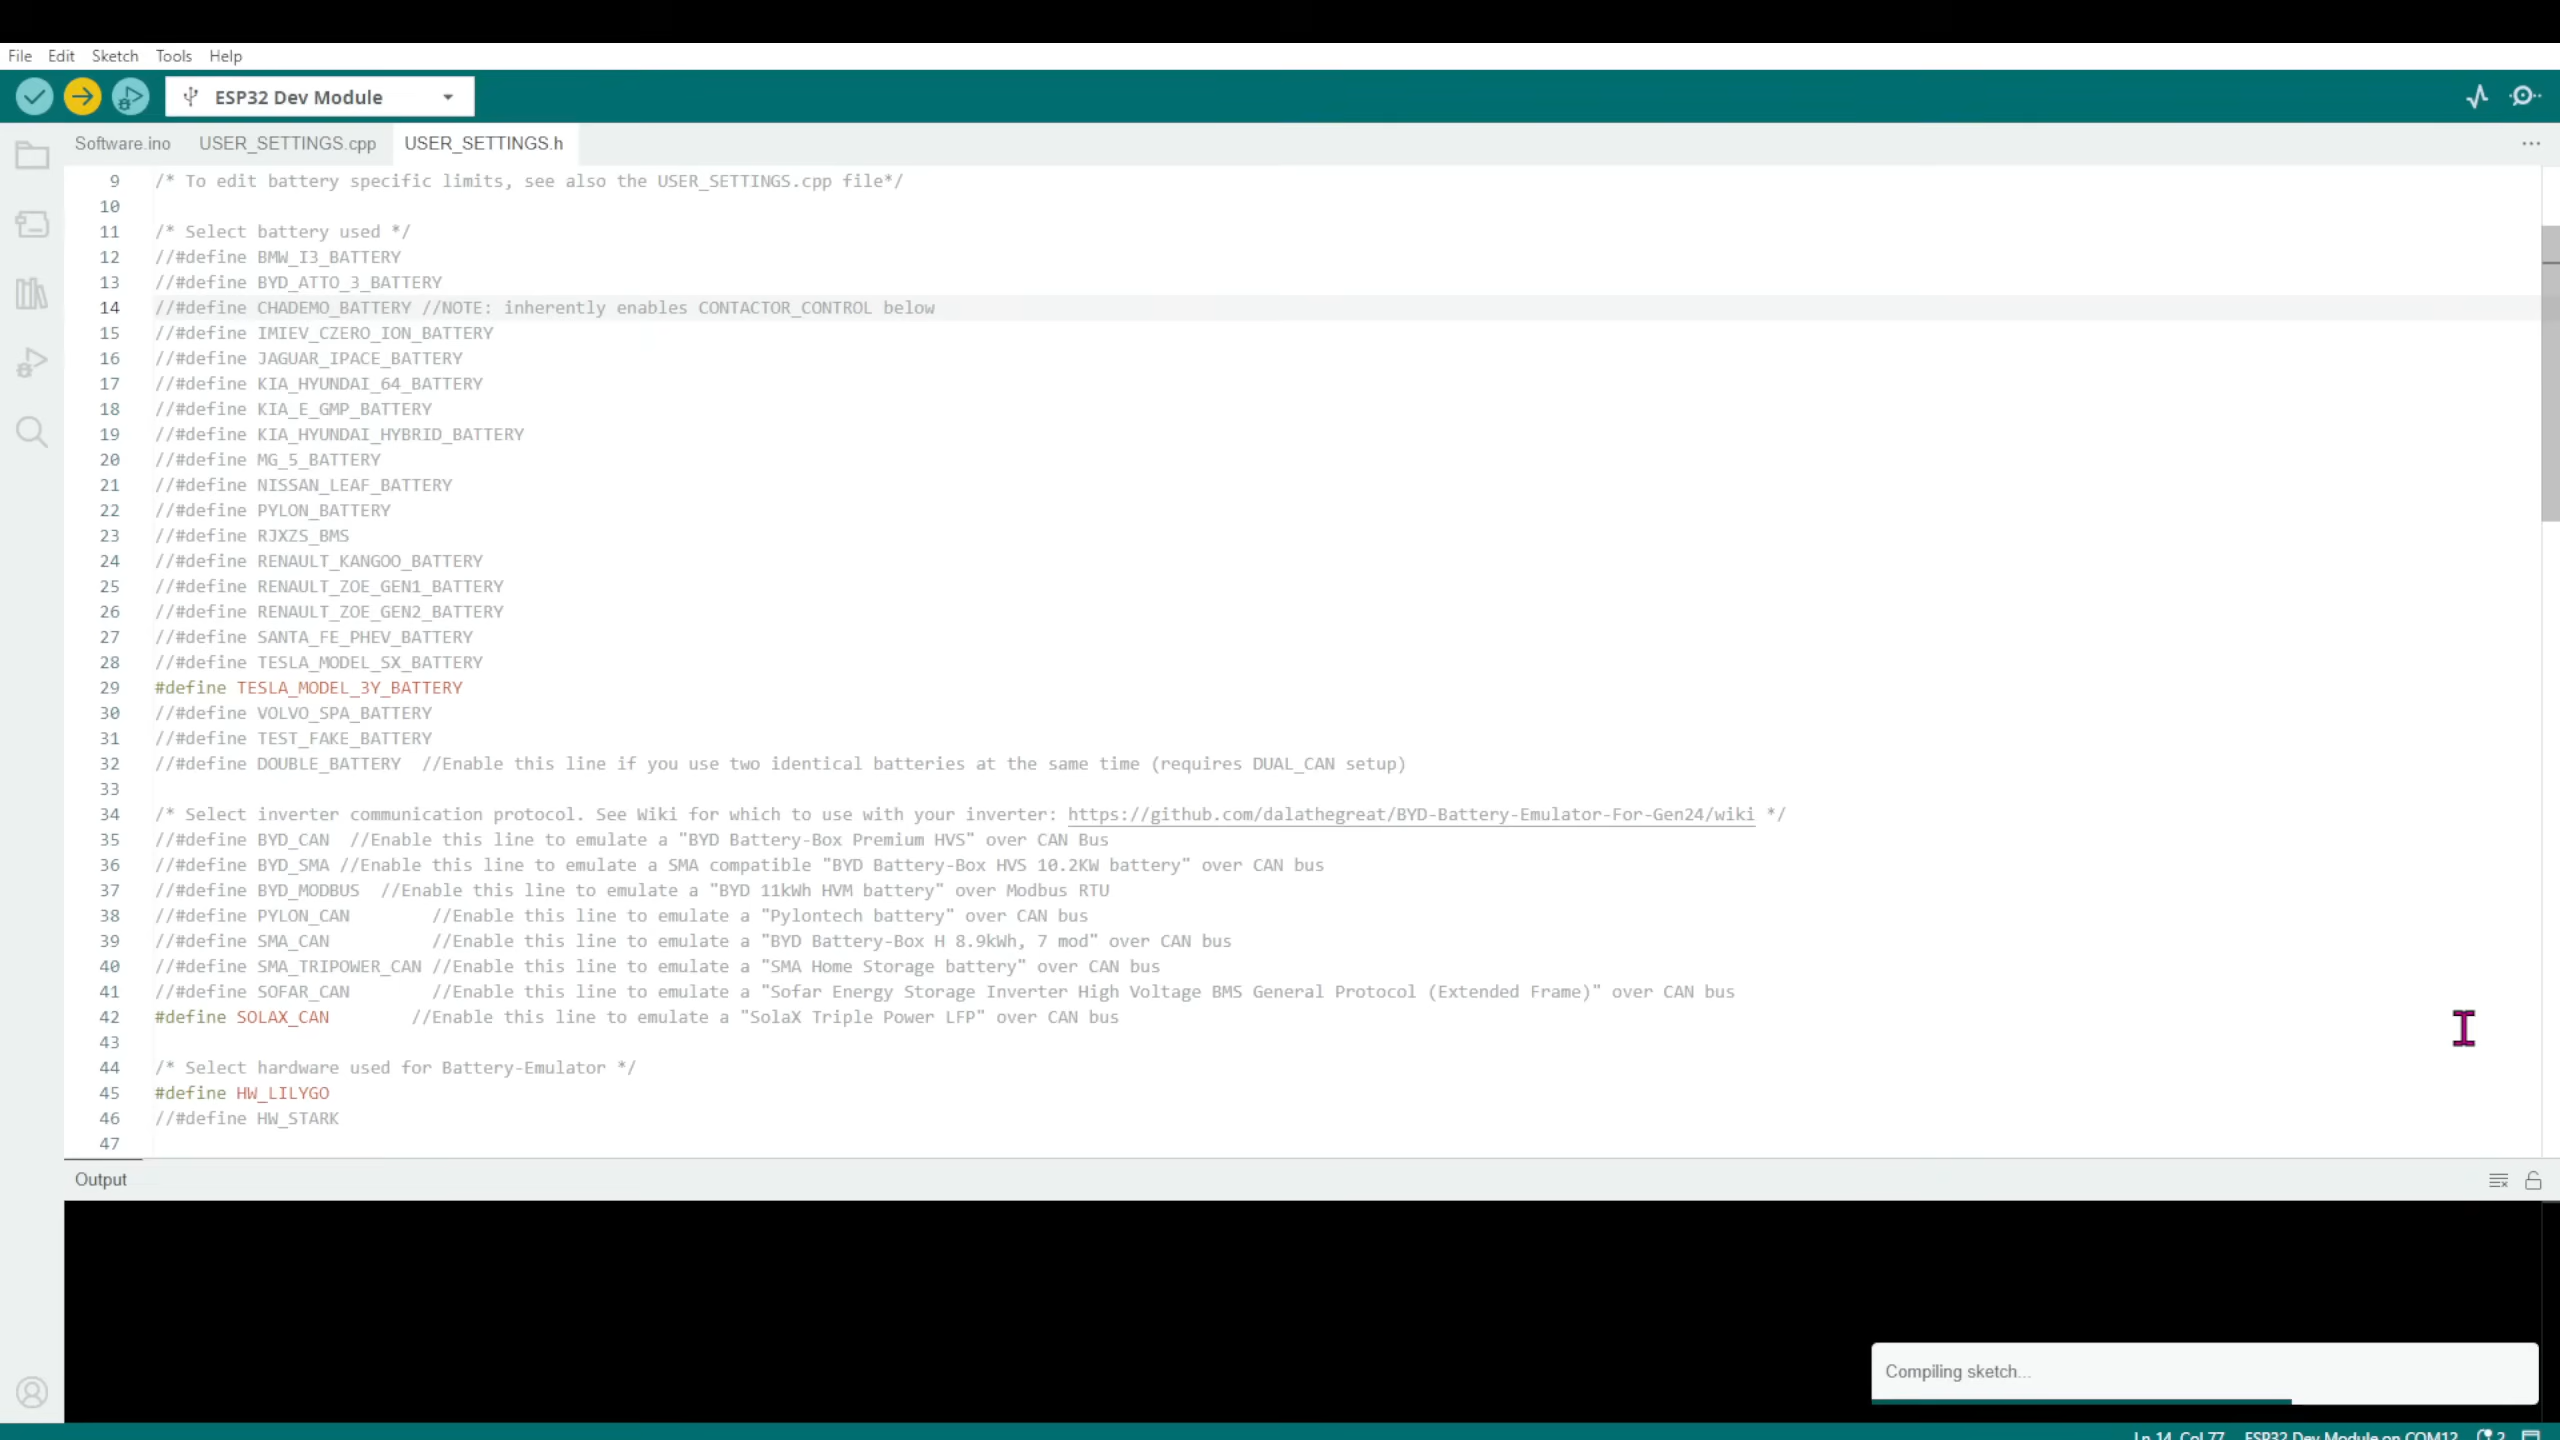 File Edit Sketch Tools Help
ESP32 Dev Module
Software.ino USER_SETTINGS.cpp USER_SETTINGS.h
9 /* To edit battery specific limits, see also the USER_SETTINGS.cpp file*/
10
11 /* Select battery used */
12 //#define BMW_I3_BATTERY
13 //#define BYD_ATTO_3_BATTERY
14 //#define CHADEMO_BATTERY //NOTE: inherently enables CONTACTOR_CONTROL below
15 //#define IMIEV_CZERO_ION_BATTERY
16 //#define JAGUAR_IPACE_BATTERY
17 //#define KIA_HYUNDAI_64_BATTERY
18 //#define KIA_E_GMP_BATTERY
19 //#define KIA_HYUNDAI_HYBRID_BATTERY
20 //#define MG_5_BATTERY
21 //#define NISSAN_LEAF_BATTERY
22 //#define PYLON_BATTERY
23 //#define RJXZS_BMS
24 //#define RENAULT_KANGOO_BATTERY
25 //#define RENAULT_ZOE_GEN1_BATTERY
26 //#define RENAULT_ZOE_GEN2_BATTERY
27 //#define SANTA_FE_PHEV_BATTERY
28 //#define TESLA_MODEL_SX_BATTERY
29 #define TESLA_MODEL_3Y_BATTERY
30 //#define VOLVO_SPA_BATTERY
31 //#define TEST_FAKE_BATTERY
32 //#define DOUBLE_BATTERY //Enable this line if you use two identical batteries at the same time (requires DUAL_CAN setup)
33
34 /* Select inverter communication protocol. See Wiki for which to use with your inverter: https://github.com/dalathegreat/BYD-Battery-Emulator-For-Gen24/wiki */
35 //#define BYD_CAN //Enable this line to emulate a "BYD Battery-Box Premium HVS" over CAN Bus
36 //#define BYD_SMA //Enable this line to emulate a SMA compatible "BYD Battery-Box HVS 10.2KW battery" over CAN bus
37 //#define BYD_MODBUS //Enable this line to emulate a "BYD 11kWh HVM battery" over Modbus RTU
38 //#define PYLON_CAN //Enable this line to emulate a "Pylontech battery" over CAN bus
39 //#define SMA_CAN //Enable this line to emulate a "BYD Battery-Box H 8.9kWh, 7 mod" over CAN bus
40 //#define SMA_TRIPOWER_CAN //Enable this line to emulate a "SMA Home Storage battery" over CAN bus
41 //#define SOFAR_CAN //Enable this line to emulate a "Sofar Energy Storage Inverter High Voltage BMS General Protocol (Extended Frame)" over CAN bus
42 #define SOLAX_CAN //Enable this line to emulate a "SolaX Triple Power LFP" over CAN bus
43
44 /* Select hardware used for Battery-Emulator */
45 #define HW_LILYGO
46 //#define HW_STARK
47
Output
Compiling sketch...
Ln 14, Col 77 ESP32 Dev Module on COM12 2